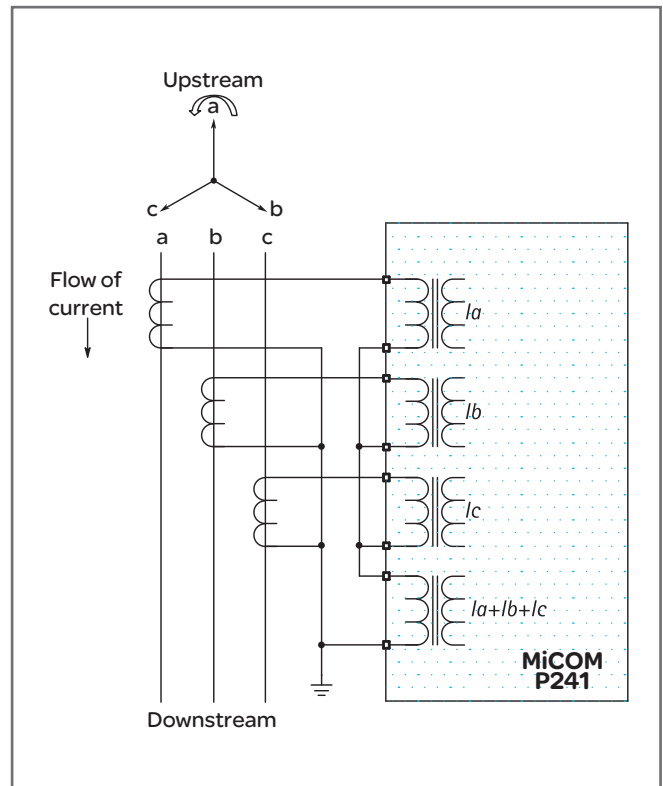 Upstream
a
c
b
a b c
Flow of
current
Ia
Ib
Ic
Ia+Ib+Ic
MiCOM
P241
Downstream